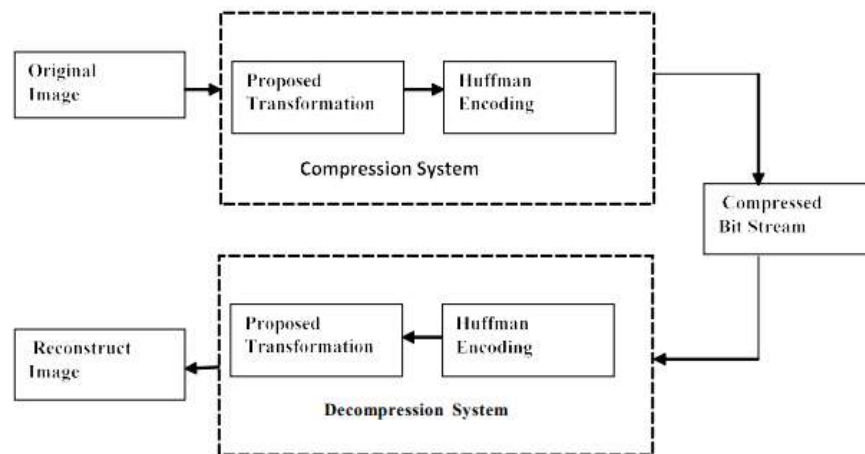 Original
Image
Proposed
Transformation
Huffman
Encoding
Compression System
Compressed
Bit Stream
Proposed
Transformation
Huffman
Encoding
Reconstruct
Image
Decompression System